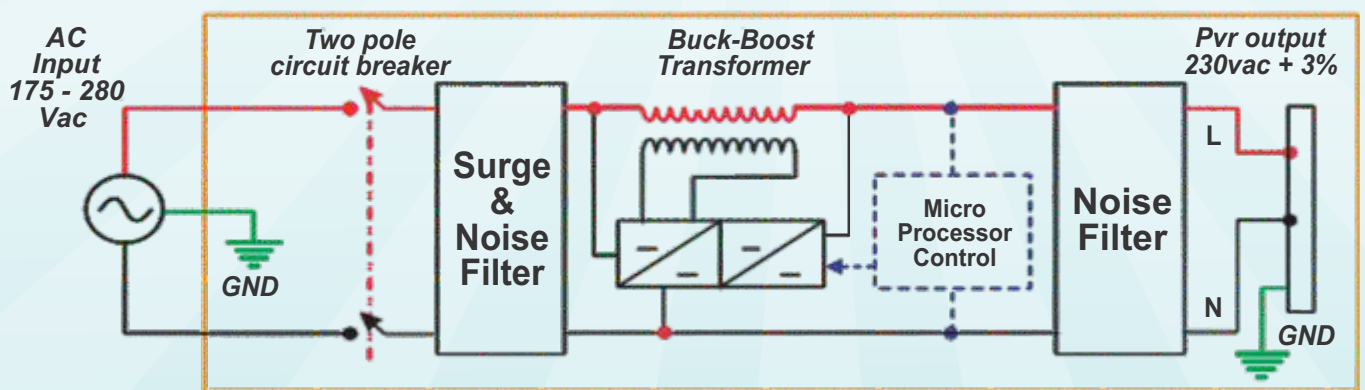 AC
Input
175 - 280
Vac
Two pole
circuit breaker
Buck-Boost
Transformer
Pvr output
230vac + 3%
Surge
&
Noise
Filter
Micro
Processor
Control
Noise
Filter
L
N
GND
GND